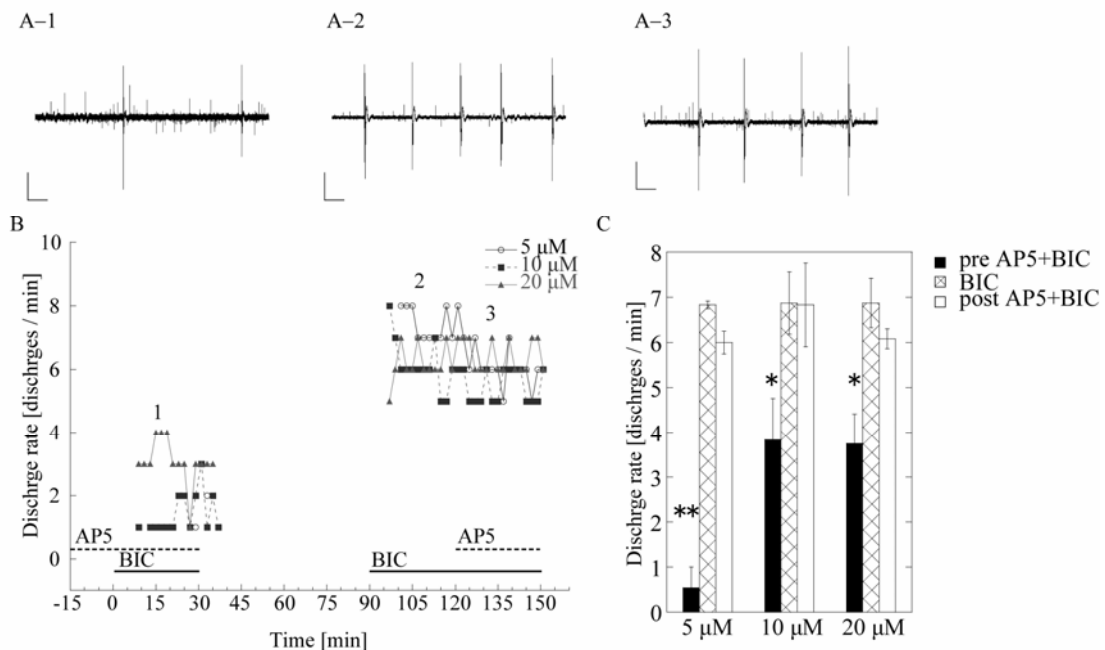 A−1
A−2
A−3
B
Dischrge rate [dischrges / min]
10
8
6
4
2
0
5 μM
10 μM
20 μM
1
2
3
AP5
BIC
BIC
AP5
-15 0 15 30 45 60 75 90 105 120 135 150
Time [min]
C
Dischrge rate [dischrges / min]
8
7
6
5
4
3
2
1
0
**
*
*
5 μM 10 μM 20 μM
pre AP5+BIC
BIC
post AP5+BIC